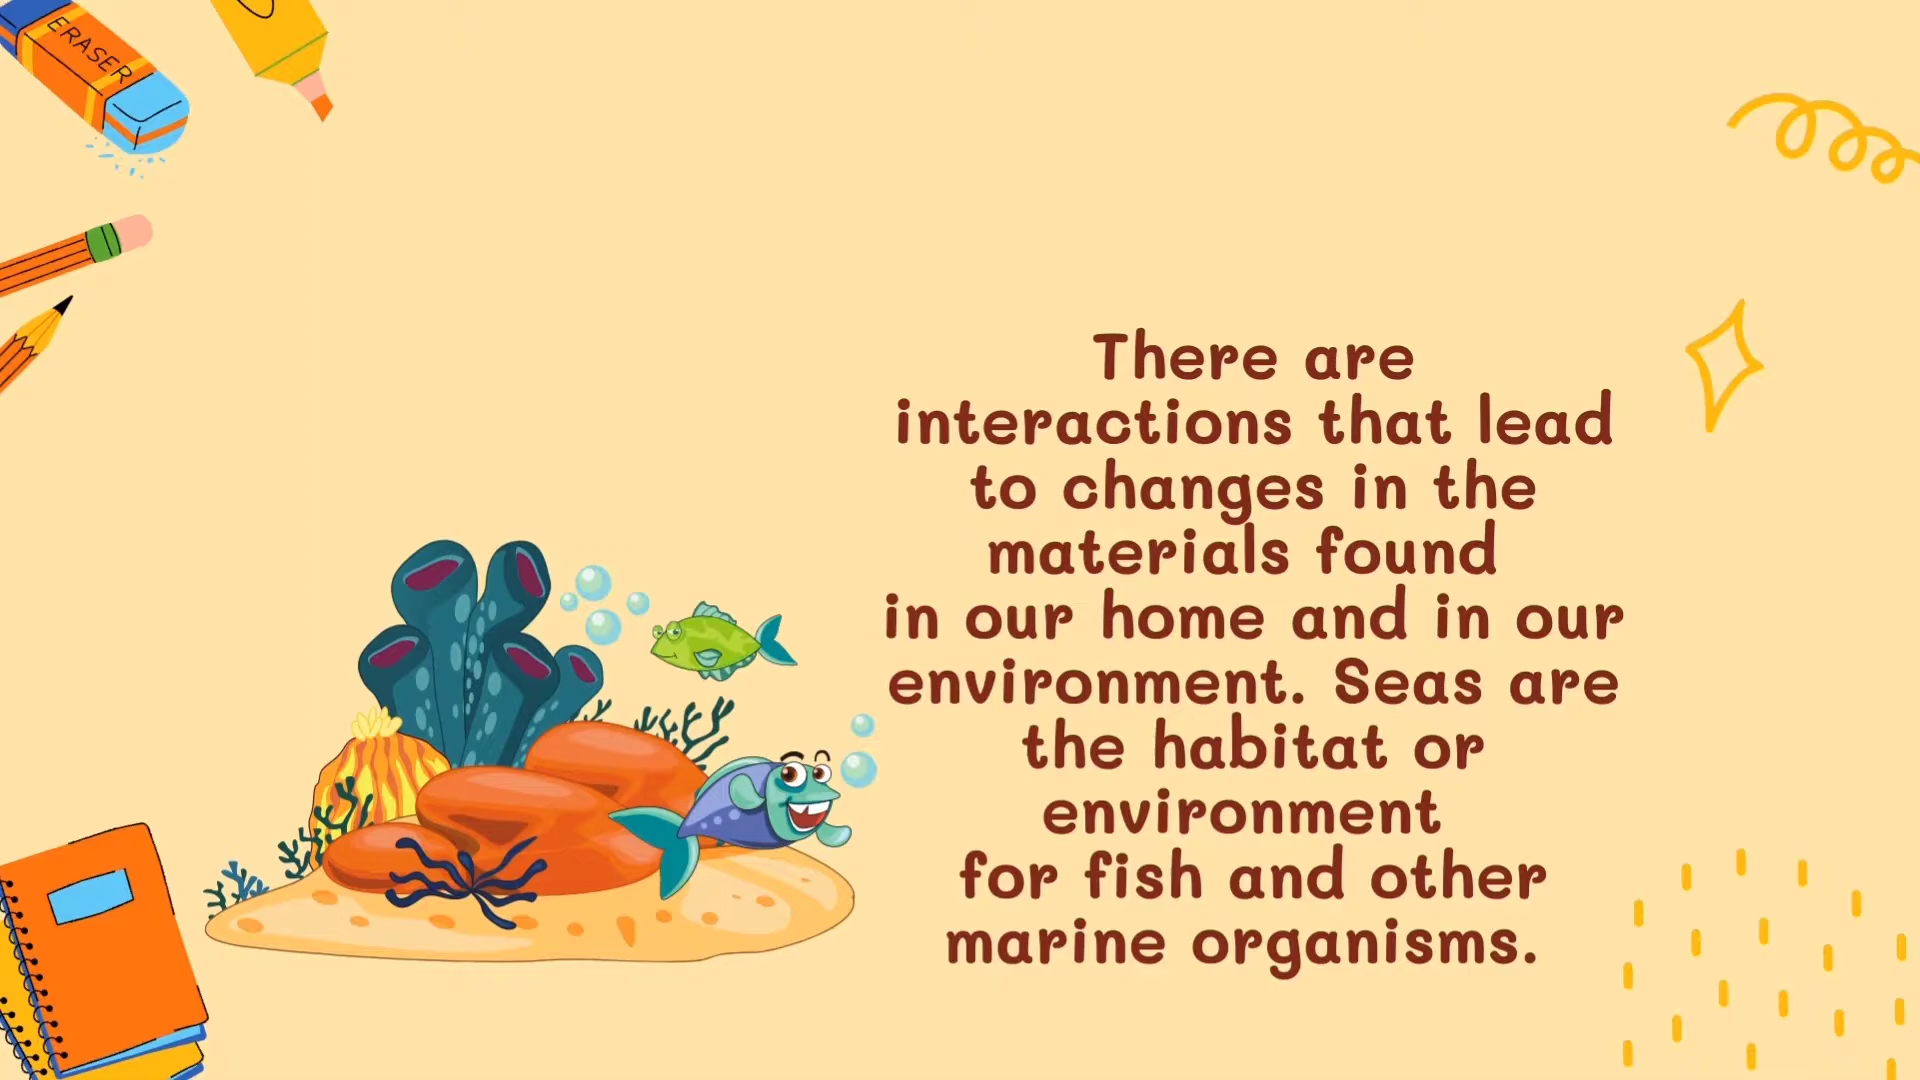 ERASER
There are
interactions that lead
to changes in the
materials found
in our home and in our
environment. Seas are
the habitat or
environment
for fish and other
marine organisms.